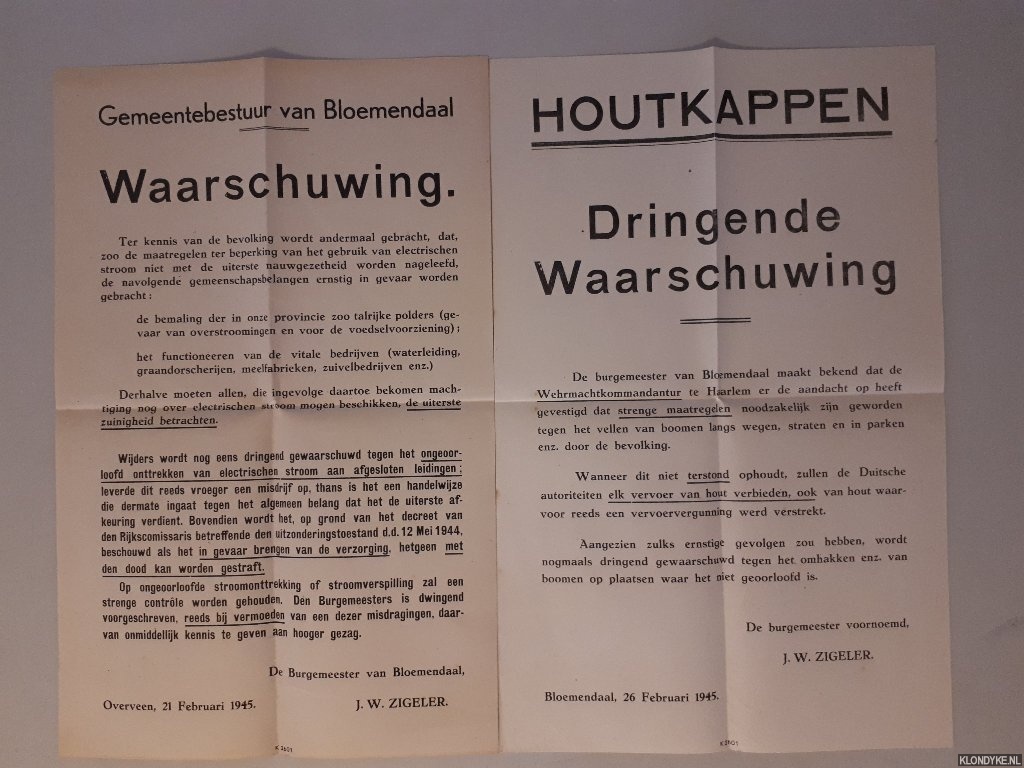 Gemeentebestuur van Bloemendaal
Waarschuwing.
Ter kennis van de bevolking wordt andermaal gebracht, dat,
zoo de maatregelen ter beperking van het gebruik van electrischen
stroom niet met de uiterste nauwgezetheid worden nageleefd,
de navolgende gemeenschapsbelangen ernstig in gevaar worden
gebracht:
de bemaling der in onze provincie zoo talrijke polders (ge-
vaar van overstroomingen en voor de voedselvoorziening);
het functioneeren van de vitale bedrijven (waterleiding,
graandorscherijen, meelfabrieken, zuivelbedrijven enz.)
Derhalve moeten allen, die ingevolge daartoe bekomen mach-
tiging nog over electrischen stroom mogen beschikken, de uiterste
zuinigheid betrachten.
Wijders wordt nog eens dringend gewaarschuwd tegen het ongeoor-
loofd onttrekken van electrischen stroom aan afgesloten leidingen;
leverde dit reeds vroeger een misdrijf op, thans is het een handelwijze
die dermate ingaat tegen het algemeen belang dat het de uiterste af-
keuring verdient. Bovendien wordt het, op grond van het decreet van
den Rijkscomissaris betreffende den uitzonderingstoestand d.d. 12 Mei 1944,
beschouwd als het in gevaar brengen van de verzorging, hetgeen met
den dood kan worden gestraft.
Op ongeoorloofde stroomonttrekking of stroomverspilling zal een
strenge contrôle worden gehouden. Den Burgemeesters is dwingend
voorgeschreven, reeds bij vermoeden van een dezer misdragingen, daar-
van onmiddellijk kennis te geven aan hooger gezag.
De Burgemeester van Bloemendaal,
Overveen, 21 Februari 1945. J. W. ZIGELER.
K 3601
HOUTKAPPEN
Dringende
Waarschuwing
De burgemeester van Bloemendaal maakt bekend dat de
Wehrmachtkommandantur te Haarlem er de aandacht op heeft
gevestigd dat strenge maatregelen noodzakelijk zijn geworden
tegen het vellen van boomen langs wegen, straten en in parken
enz. door de bevolking.
Wanneer dit niet terstond ophoudt, zullen de Duitsche
autoriteiten elk vervoer van hout verbieden, ook van hout waar-
voor reeds een vervoervergunning werd verstrekt.
Aangezien zulks ernstige gevolgen zou hebben, wordt
nogmaals dringend gewaarschuwd tegen het omhakken enz. van
boomen op plaatsen waar het niet geoorloofd is.
De burgemeester voornoemd,
J. W. ZIGELER.
Bloemendaal, 26 Februari 1945.
K 3601
KLONDYKE.NL